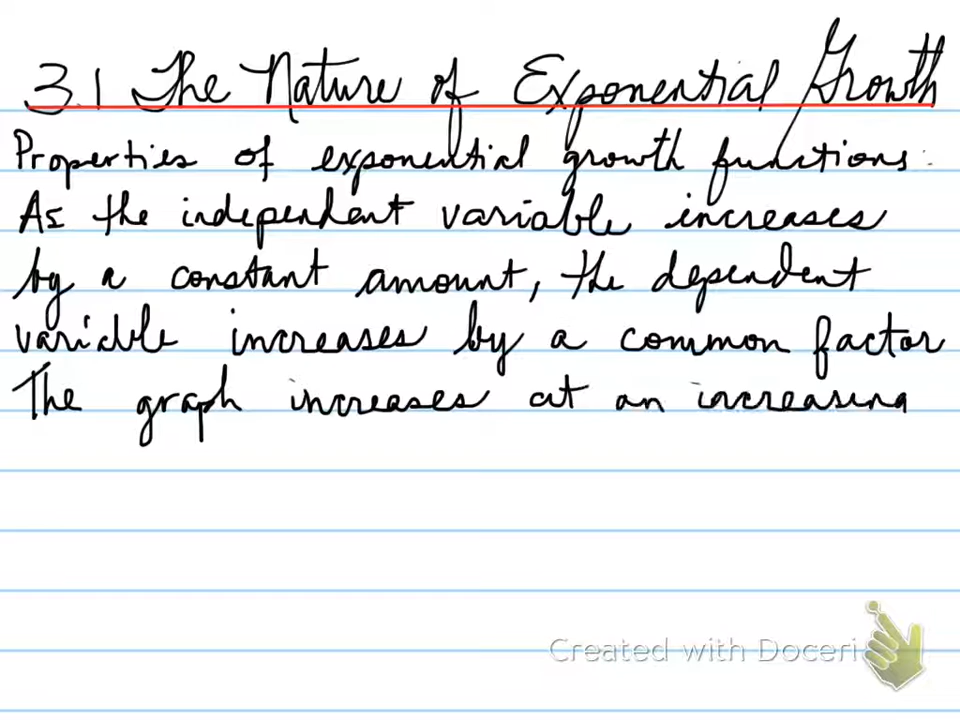 3.1 The Nature of Exponential Growth
Properties of exponential growth functions:
As the independent variable increases
by a constant amount, the dependent
variable increases by a common factor
The graph increases at an increasing
Created with Doceri